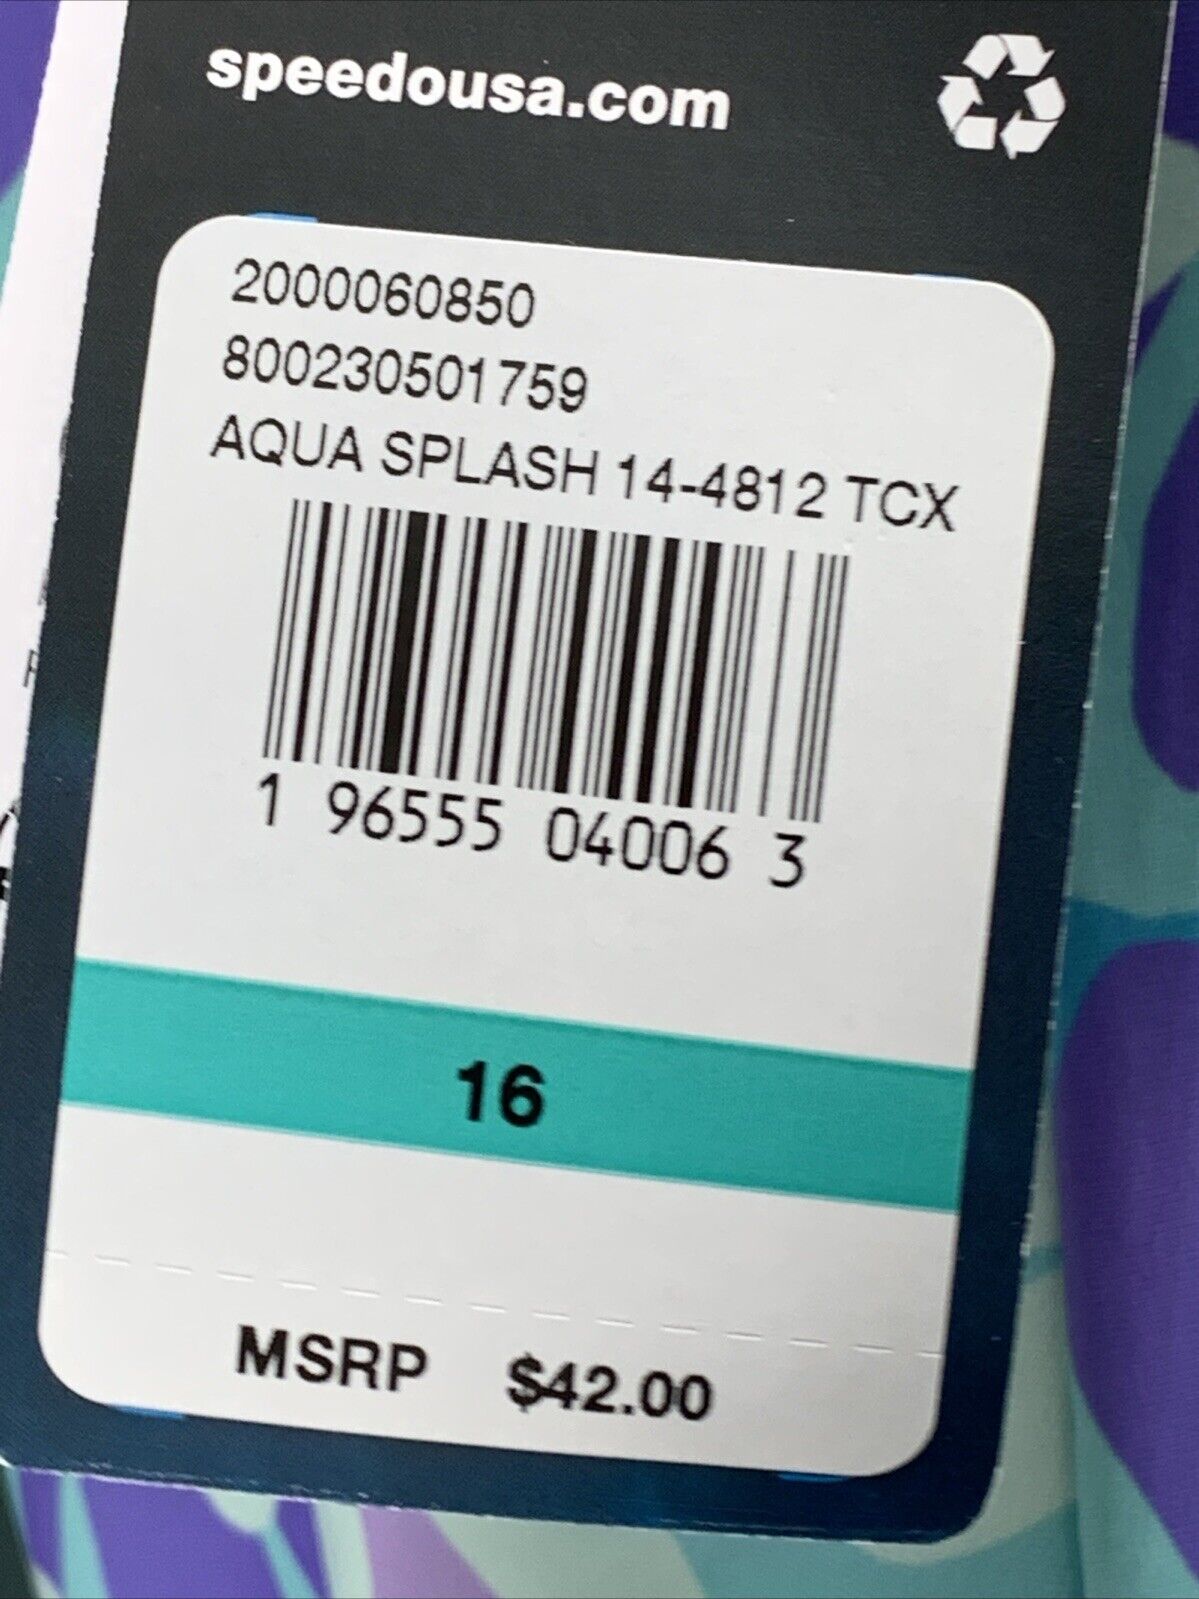 speedousa.com
2000060850
800230501759
AQUA SPLASH 14-4812 TCX
1 96555 04006 3
16
MSRP $42.00